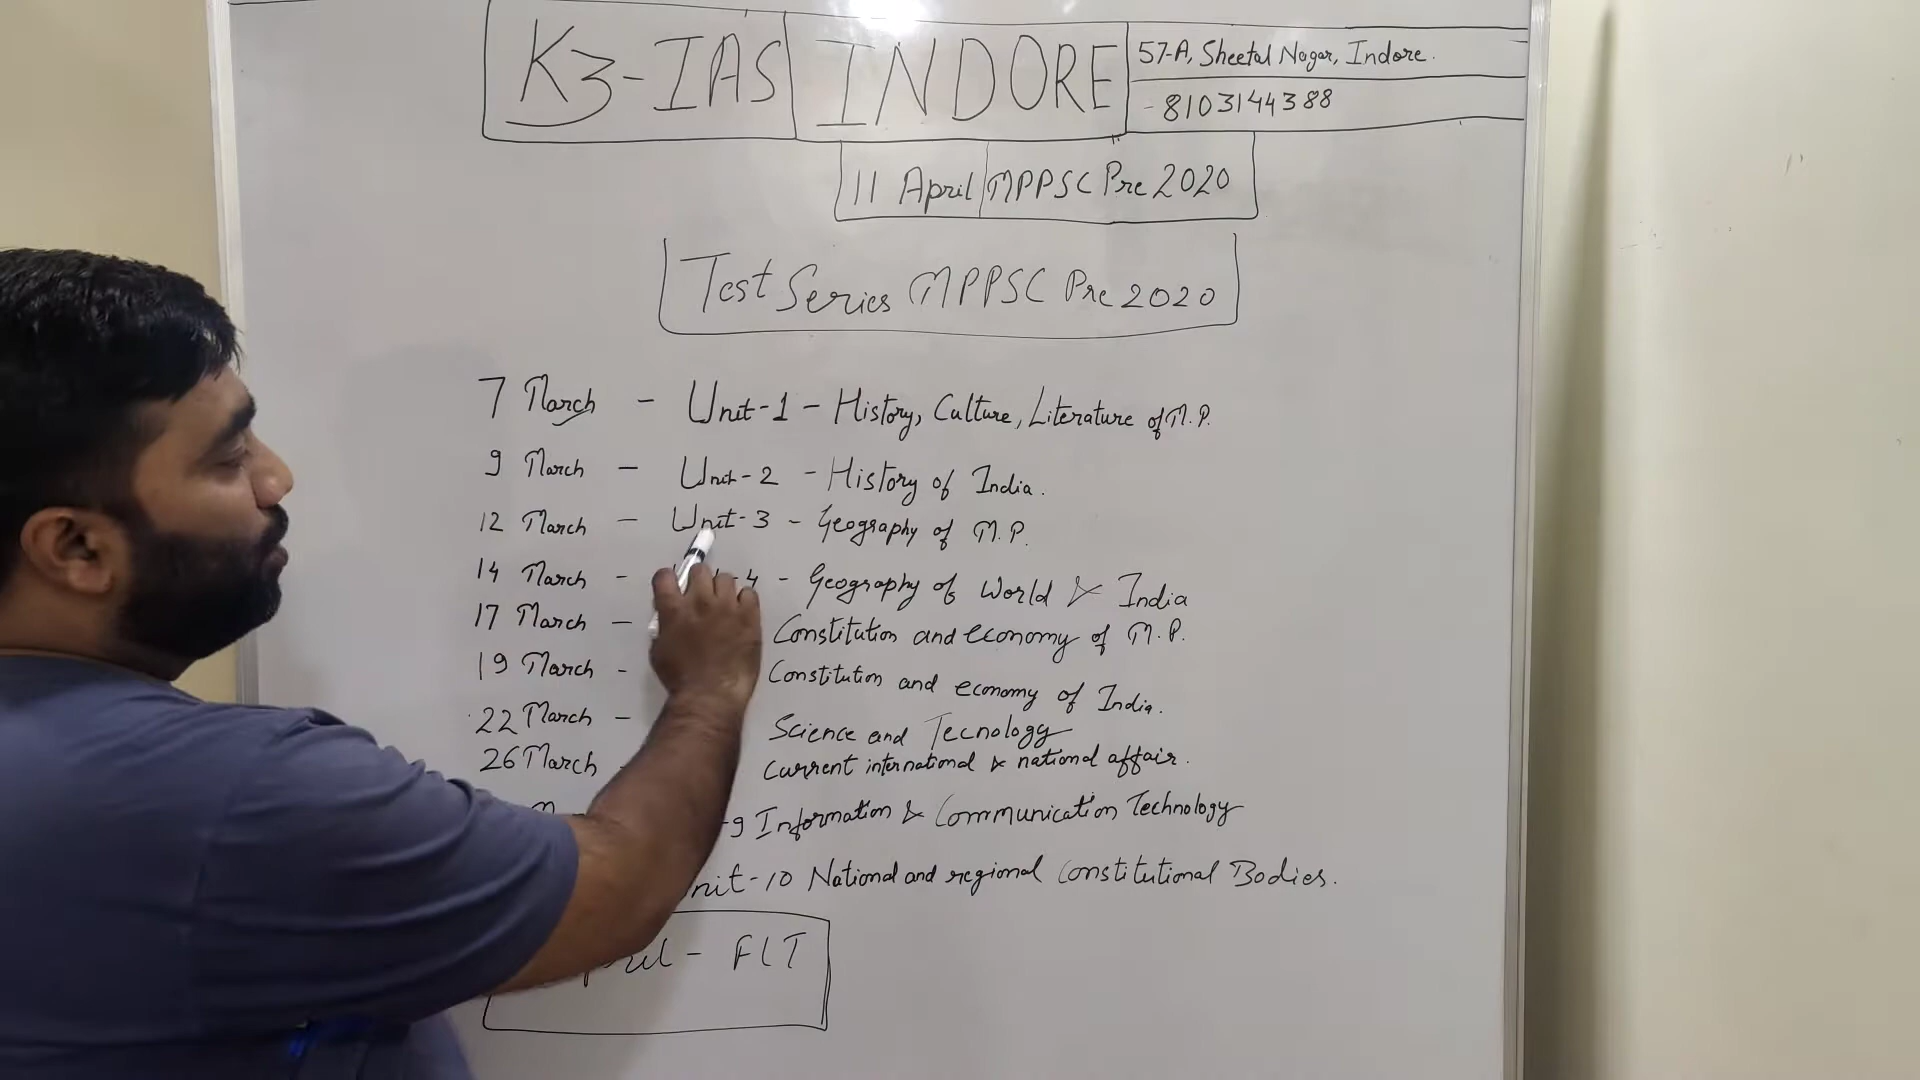 K3-IAS INDORE
57-A, Sheetal Nagar, Indore.
- 8103144388
11 April MPPSC Pre 2020
Test Series MPPSC Pre 2020
7 March - Unit-1 - History, Culture, Literature of M.P.
9 March - Unit-2 - History of India.
12 March - Unit-3 - Geography of M.P.
14 March - -4 - Geography of World & India
17 March - Constitution and economy of M.P.
19 March - Constitution and economy of India.
22 March - Science and Tecnology
26 March Current international & national affair.
-9 Information & Communication Technology
nit-10 National and regional Constitutional Bodies.
pril - FLT